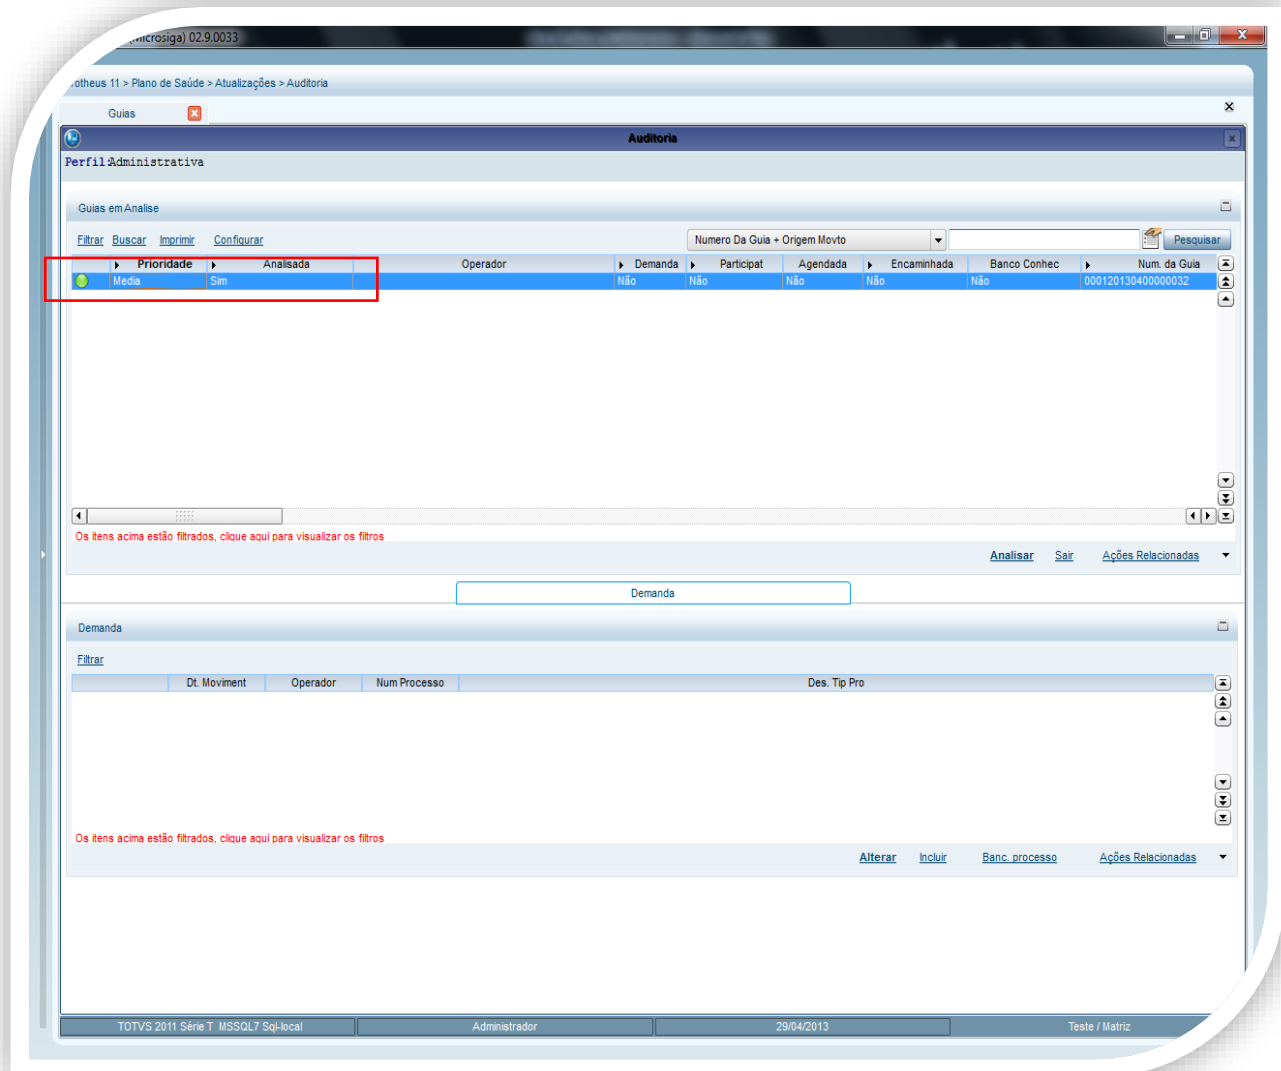 (Microsiga) 02.9.0033
rotheus 11 > Plano de Saúde > Atualizações > Auditoria
Guias
Auditoria
Perfil:Administrativa
Guias em Analise
Filtrar Buscar Imprimir Configurar Numero Da Guia + Origem Movto Pesquisar
Prioridade Analisada Operador Demanda Participat Agendada Encaminhada Banco Conhec Num. da Guia
Media Sim Não Não Não Não Não 000120130400000032
Os itens acima estão filtrados, clique aqui para visualizar os filtros
Analisar Sair Ações Relacionadas
Demanda
Demanda
Filtrar
Dt. Moviment Operador Num Processo Des. Tip Pro
Os itens acima estão filtrados, clique aqui para visualizar os filtros
Alterar Incluir Banc. processo Ações Relacionadas
TOTVS 2011 Série T MSSQL7 Sql-local Administrador 29/04/2013 Teste / Matriz